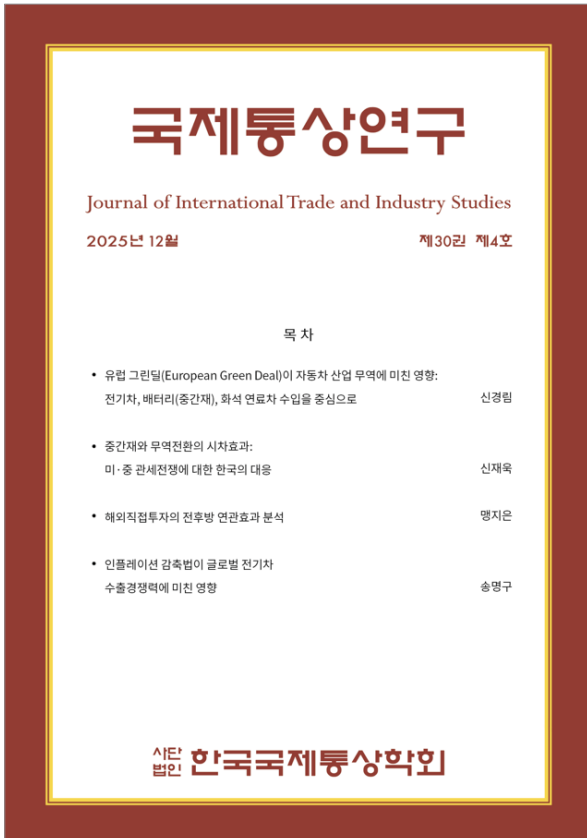 국제통상연구
Journal of International Trade and Industry Studies
2025년 12월 제30권 제4호
목 차
• 유럽 그린딜(European Green Deal)이 자동차 산업 무역에 미친 영향:
전기차, 배터리(중간재), 화석 연료차 수입을 중심으로 신경림
• 중간재와 무역전환의 시차효과:
미·중 관세전쟁에 대한 한국의 대응 신재욱
• 해외직접투자의 전후방 연관효과 분석 맹지은
• 인플레이션 감축법이 글로벌 전기차
수출경쟁력에 미친 영향 송명구
사단법인 한국국제통상학회